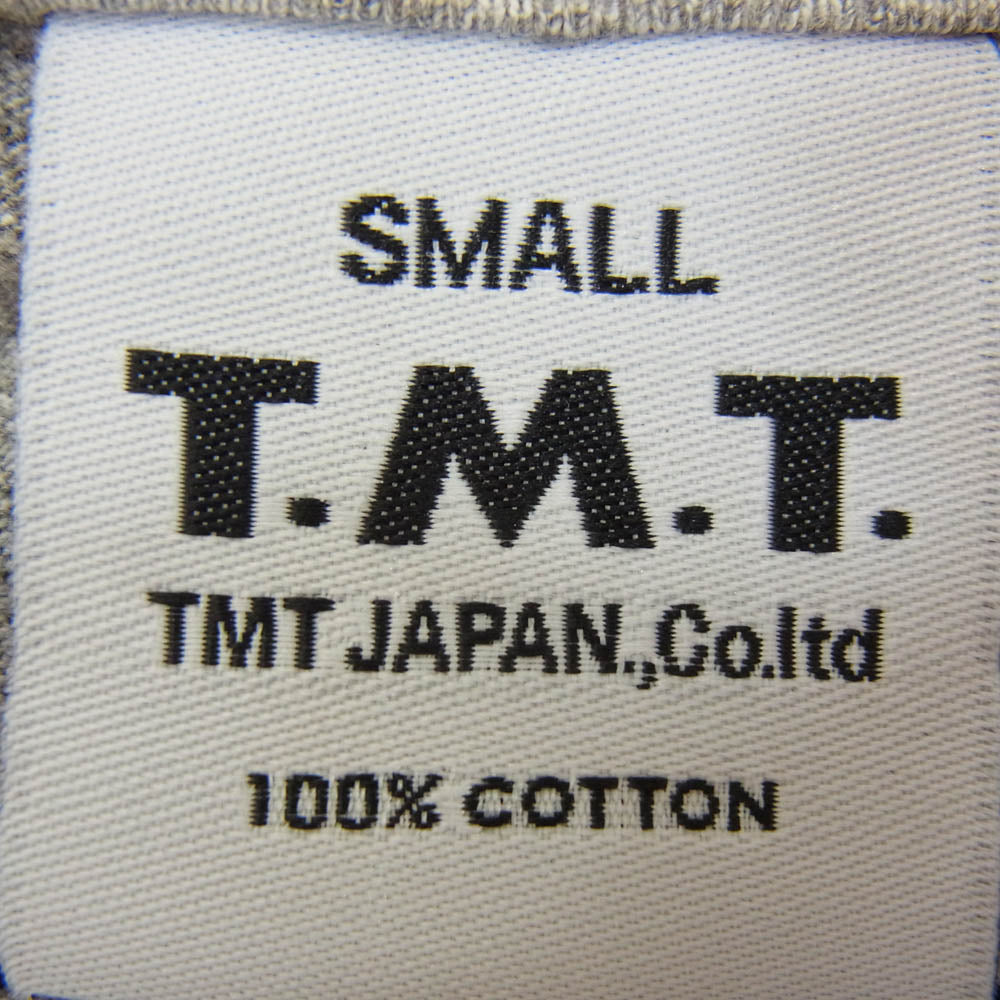 SMALL
T.M.T.
TMT JAPAN.,Co.ltd
100% COTTON